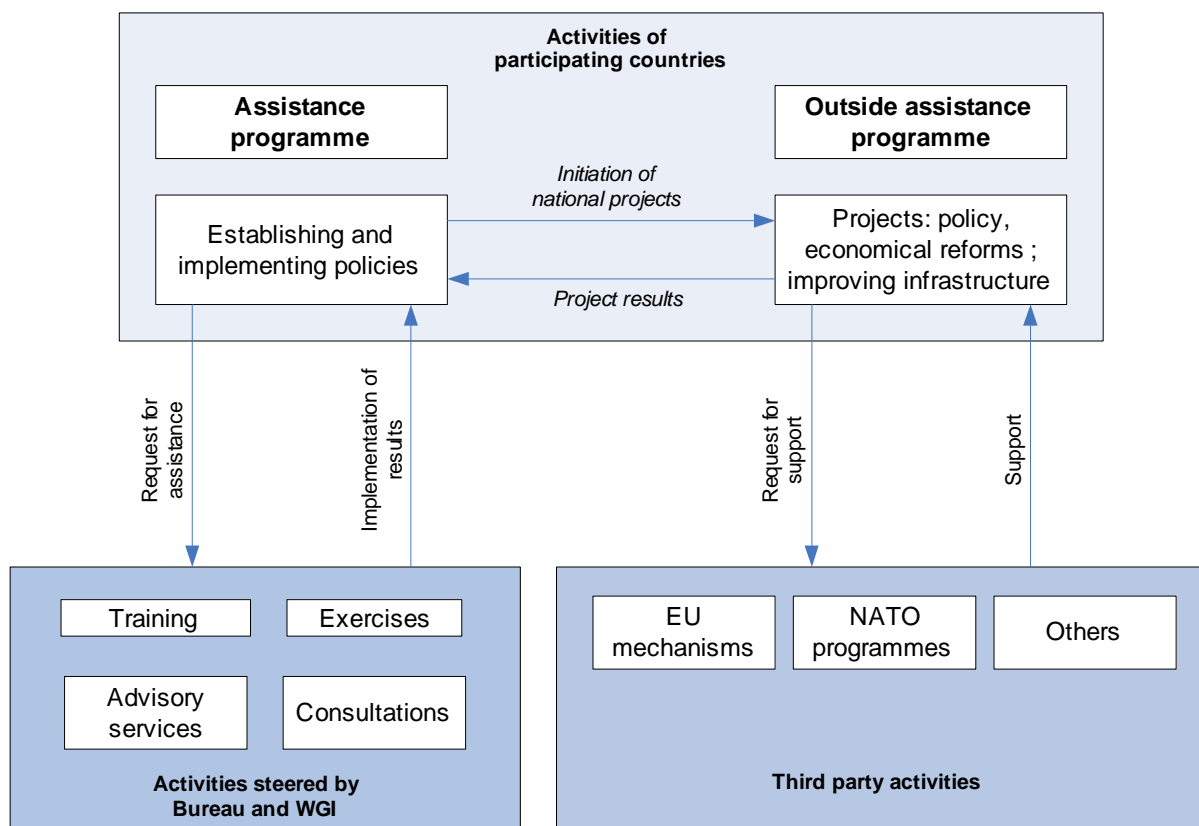 Activities of
participating countries
Assistance
programme
Outside assistance
programme
Initiation of
national projects
Establishing and
implementing policies
Projects: policy,
economical reforms ;
improving infrastructure
Project results
Request for
assistance
Implementation of
results
Request for
support
Support
Training
Exercises
Advisory
services
Consultations
Activities steered by
Bureau and WGI
EU
mechanisms
NATO
programmes
Others
Third party activities